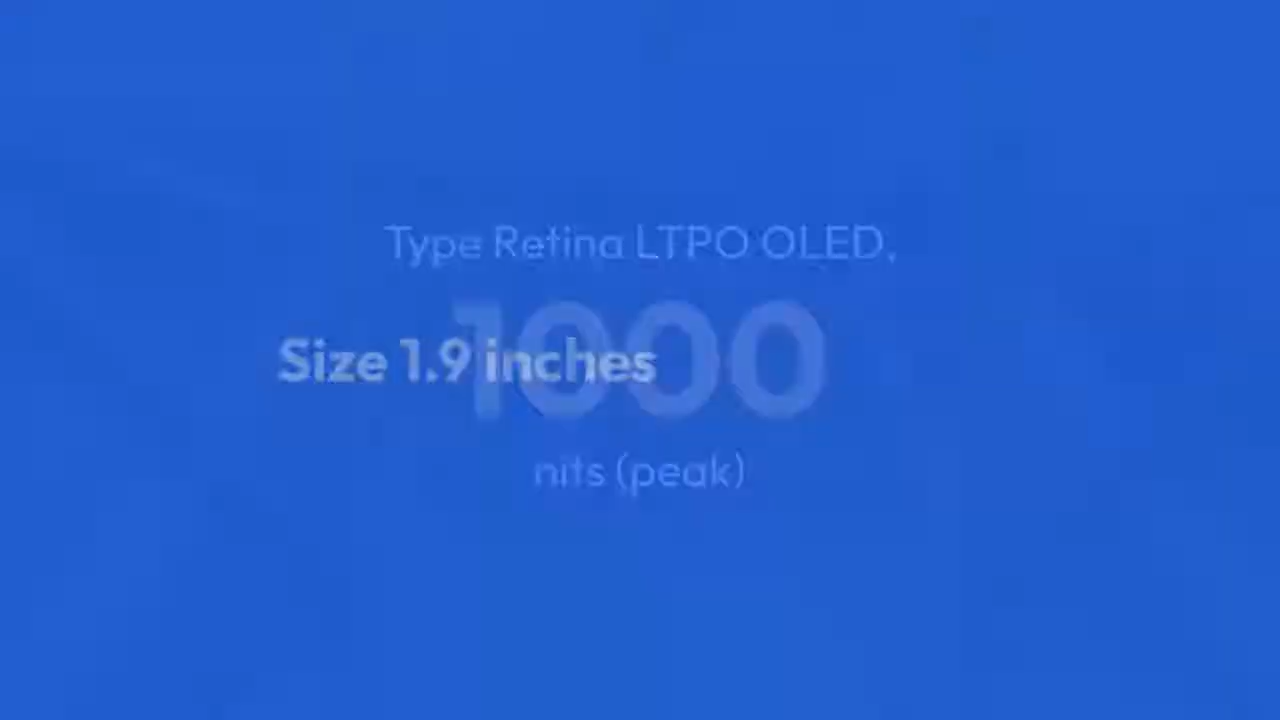 Type Retina LTPO OLED,
1000
Size 1.9 inches
nits (peak)